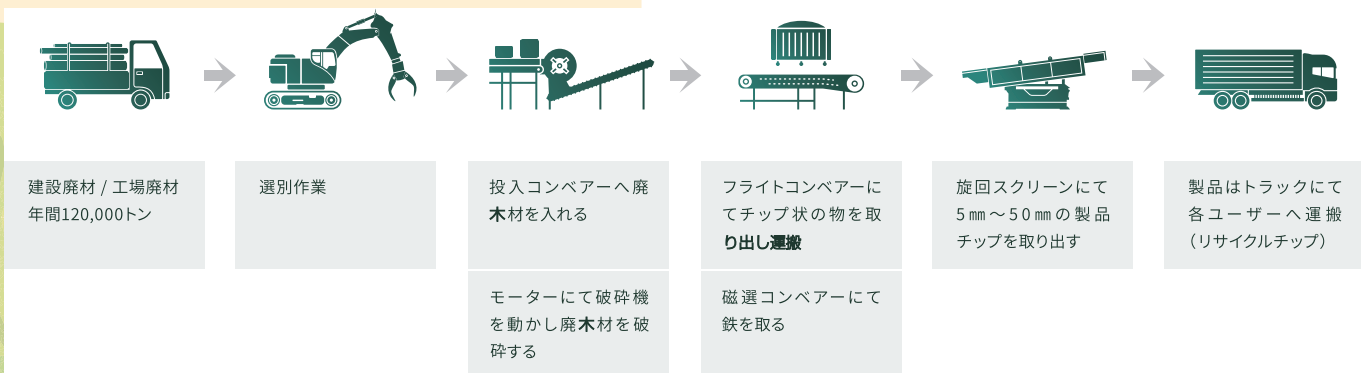 建設廃材 / 工場廃材
年間120,000トン
選別作業
投入コンベアーへ廃
木材を入れる
モーターにて破砕機
を動かし廃木材を破
砕する
フライトコンベアーに
てチップ状の物を取
り出し運搬
磁選コンベアーにて
鉄を取る
旋回スクリーンにて
5㎜〜50㎜の製品
チップを取り出す
製品はトラックにて
各ユーザーへ運搬
（リサイクルチップ）